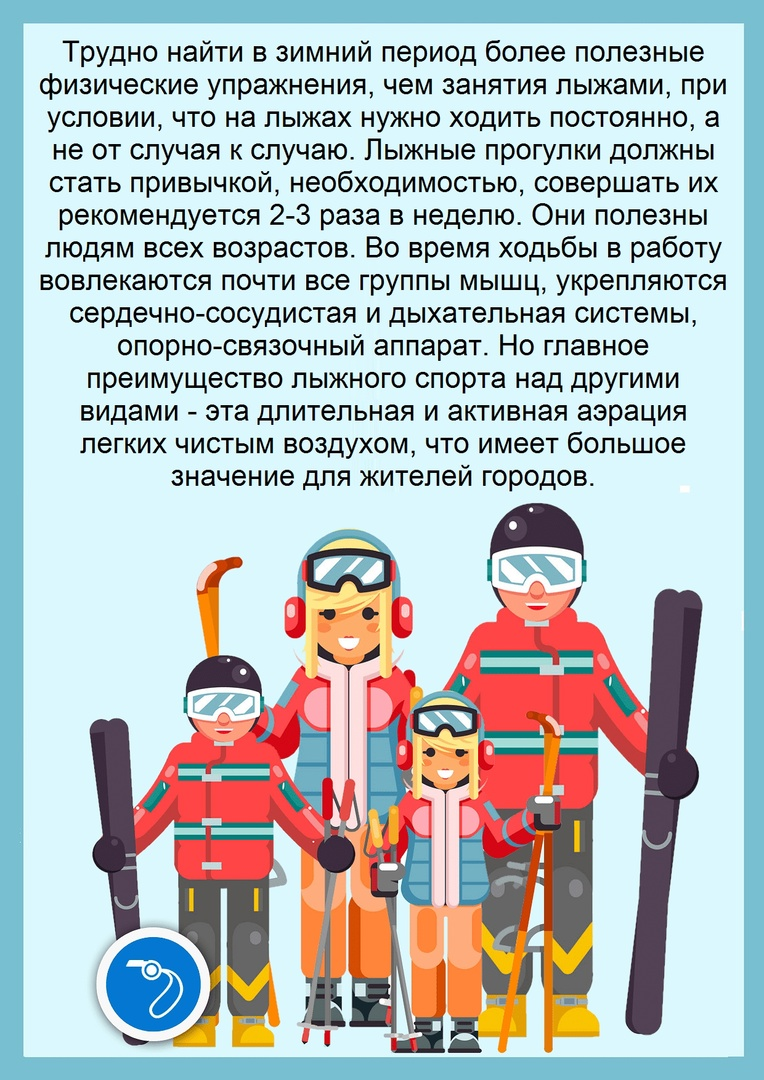 Трудно найти в зимний период более полезные
физические упражнения, чем занятия лыжами, при
условии, что на лыжах нужно ходить постоянно, а
не от случая к случаю. Лыжные прогулки должны
стать привычкой, необходимостью, совершать их
рекомендуется 2-3 раза в неделю. Они полезны
людям всех возрастов. Во время ходьбы в работу
вовлекаются почти все группы мышц, укрепляются
сердечно-сосудистая и дыхательная системы,
опорно-связочный аппарат. Но главное
преимущество лыжного спорта над другими
видами - эта длительная и активная аэрация
легких чистым воздухом, что имеет большое
значение для жителей городов.